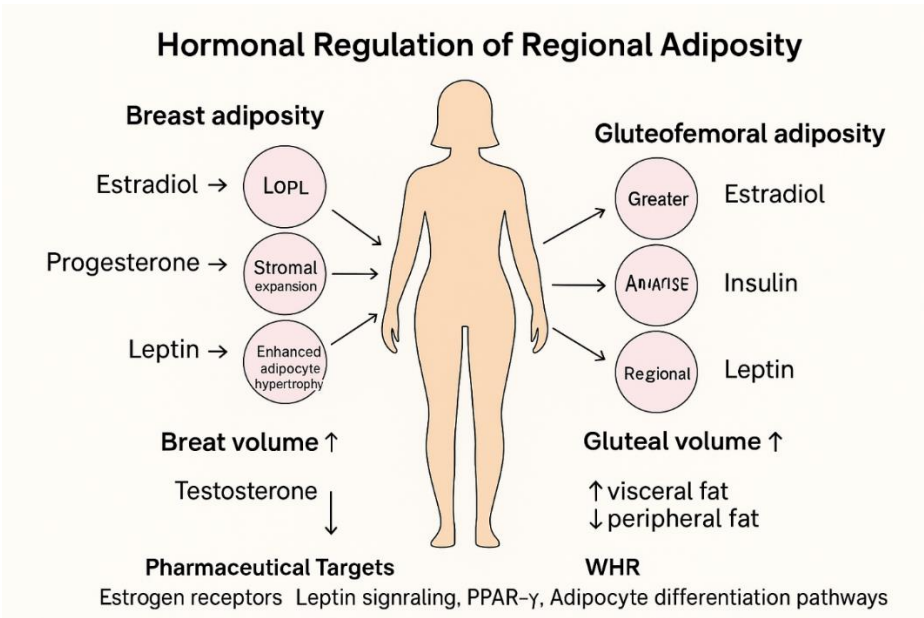 Hormonal Regulation of Regional Adiposity
Breast adiposity
Estradiol →
LOPL
Progesterone →
Stromal
expansion
Leptin →
Enhanced
adipocyte
hypertrophy
Breat volume ↑
Testosterone
Gluteofemoral adiposity
Greater
Estradiol
Insulin
Regional
Leptin
Gluteal volume ↑
↑ visceral fat
↓ peripheral fat
Pharmaceutical Targets
WHR
Estrogen receptors Leptin signraling, PPAR-γ, Adipocyte differentiation pathways